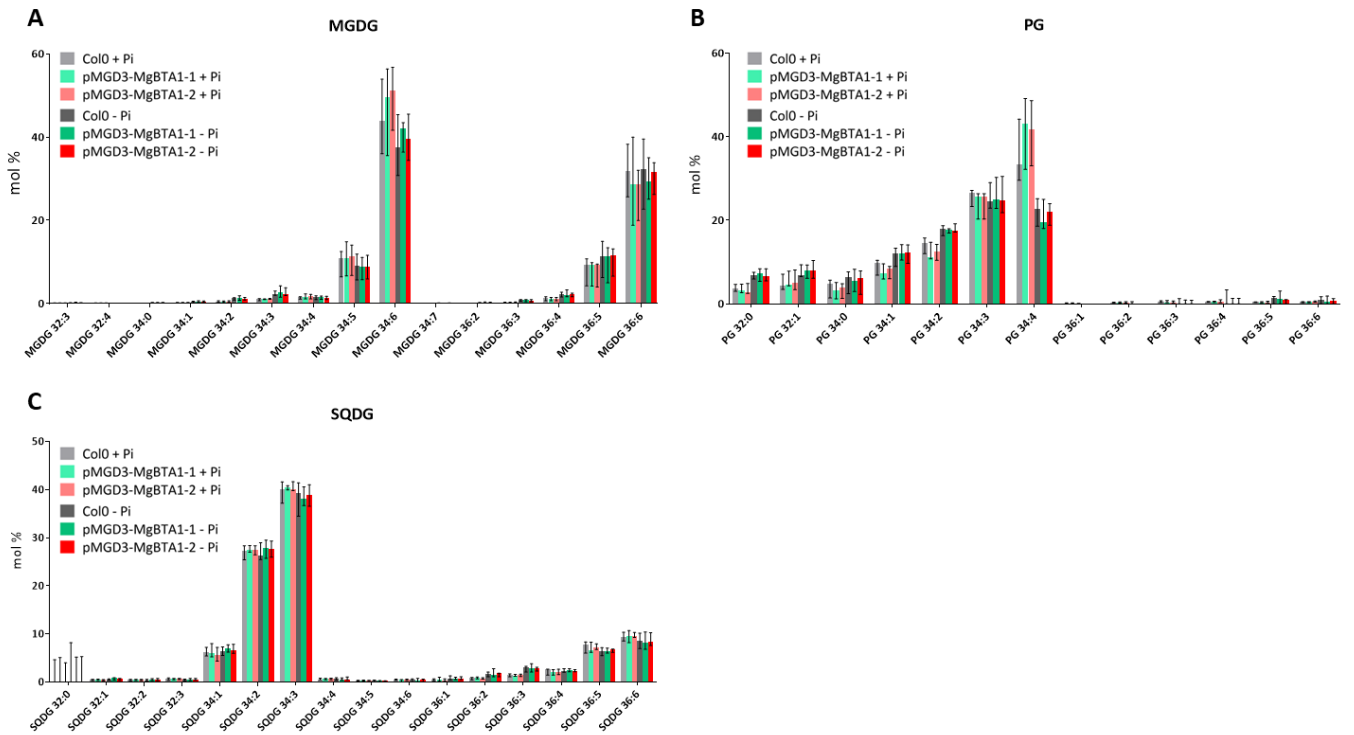 A
MGDG
60
40
20
0
mol %
Col0 + Pi
pMGD3-MgBTA1-1 + Pi
pMGD3-MgBTA1-2 + Pi
Col0 - Pi
pMGD3-MgBTA1-1 - Pi
pMGD3-MgBTA1-2 - Pi
MGDG 32:3
MGDG 32:4
MGDG 34:0
MGDG 34:1
MGDG 34:2
MGDG 34:3
MGDG 34:4
MGDG 34:5
MGDG 34:6
MGDG 34:7
MGDG 36:2
MGDG 36:3
MGDG 36:4
MGDG 36:5
MGDG 36:6
B
PG
60
40
20
0
mol %
Col0 + Pi
pMGD3-MgBTA1-1 + Pi
pMGD3-MgBTA1-2 + Pi
Col0 - Pi
pMGD3-MgBTA1-1 - Pi
pMGD3-MgBTA1-2 - Pi
PG 32:0
PG 32:1
PG 34:0
PG 34:1
PG 34:2
PG 34:3
PG 34:4
PG 36:1
PG 36:2
PG 36:3
PG 36:4
PG 36:5
PG 36:6
C
SQDG
50
40
30
20
10
0
mol %
Col0 + Pi
pMGD3-MgBTA1-1 + Pi
pMGD3-MgBTA1-2 + Pi
Col0 - Pi
pMGD3-MgBTA1-1 - Pi
pMGD3-MgBTA1-2 - Pi
SQDG 32:0
SQDG 32:1
SQDG 32:2
SQDG 32:3
SQDG 34:1
SQDG 34:2
SQDG 34:3
SQDG 34:4
SQDG 34:5
SQDG 34:6
SQDG 36:1
SQDG 36:2
SQDG 36:3
SQDG 36:4
SQDG 36:5
SQDG 36:6